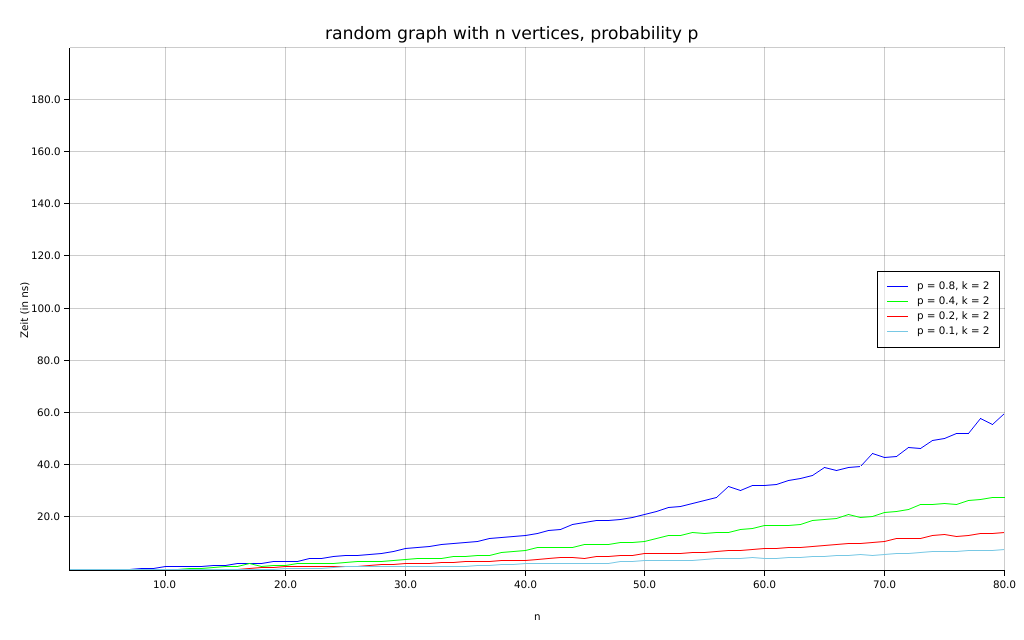 random graph with n vertices, probability p
180.0
160.0
140.0
120.0
100.0
80.0
60.0
40.0
20.0
Zeit (in ns)
p = 0.8, k = 2
p = 0.4, k = 2
p = 0.2, k = 2
p = 0.1, k = 2
10.0 20.0 30.0 40.0 50.0 60.0 70.0 80.0
n